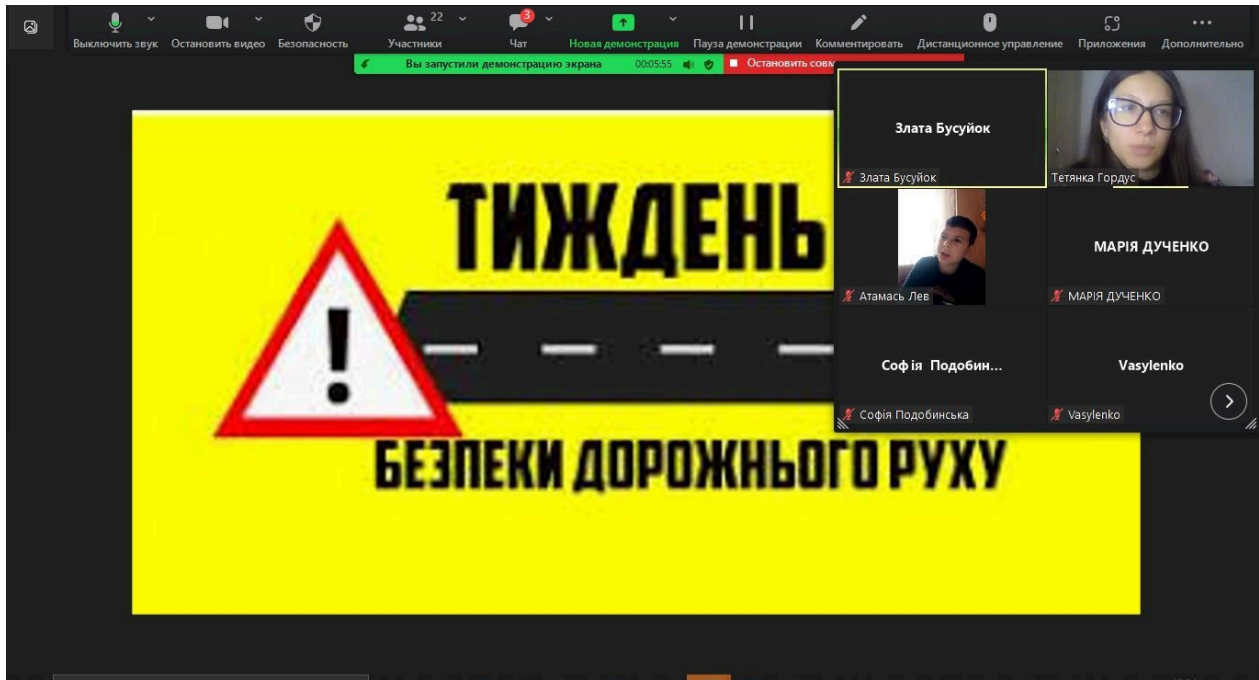 22
3
Выключить звук
Остановить видео
Безопасность
Участники
Чат
Новая демонстрация
Пауза демонстрации
Комментировать
Дистанционное управление
Приложения
Дополнительно
Вы запустили демонстрацию экрана
00:05:55
Остановить совм
ТИЖДЕНЬ
!
БЕЗПЕКИ ДОРОЖНЬОГО РУХУ
Злата Бусуйок
Злата Бусуйок
Тетянка Гордус
Атамась Лев
МАРІЯ ДУЧЕНКО
МАРІЯ ДУЧЕНКО
Софія Подобин...
Софія Подобинська
Vasylenko
Vasylenko